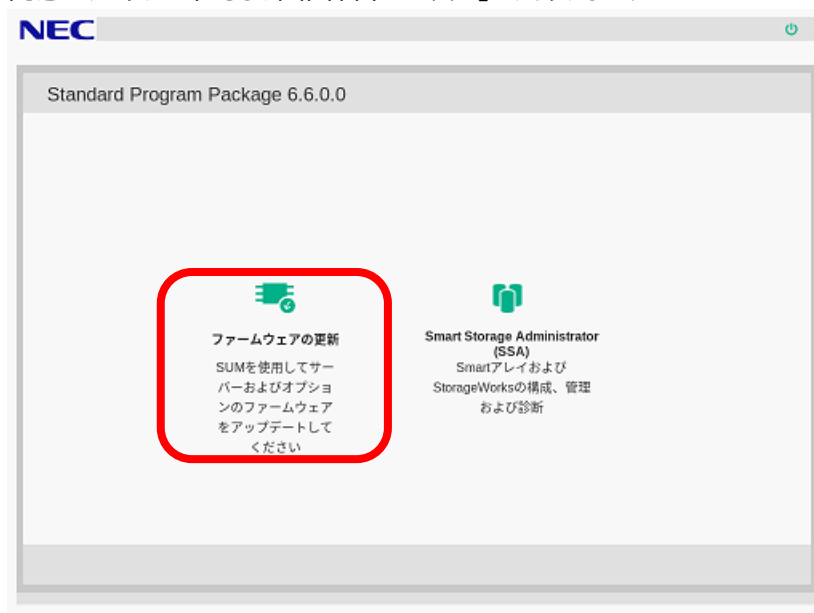 NEC
Standard Program Package 6.6.0.0
ファームウェアの更新
SUMを使用してサー
バーおよびオプショ
ンのファームウェア
をアップデートして
ください
Smart Storage Administrator
(SSA)
Smartアレイおよび
StorageWorksの構成、管理
および診断